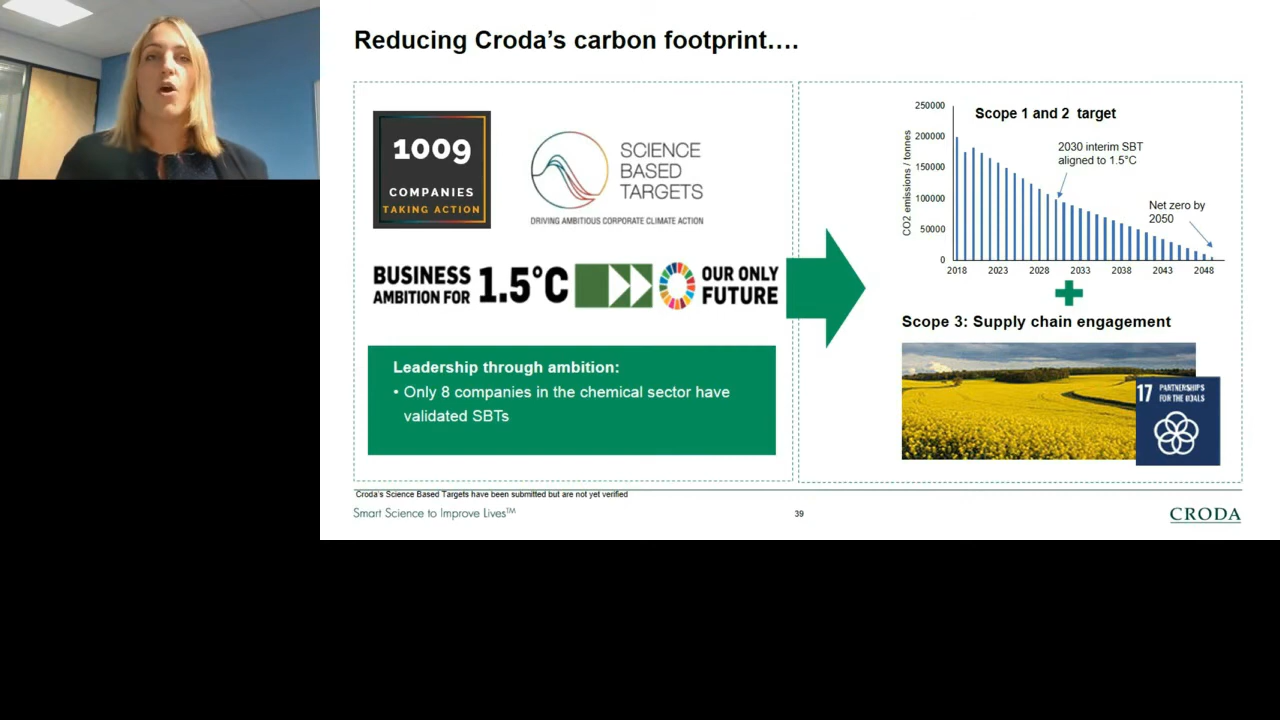 Reducing Croda's carbon footprint....
1009
COMPANIES
TAKING ACTION
SCIENCE
BASED
TARGETS
DRIVING AMBITIOUS CORPORATE CLIMATE ACTION
BUSINESS
AMBITION FOR
1.5°C
OUR ONLY
FUTURE
Leadership through ambition:
• Only 8 companies in the chemical sector have
validated SBTs
Scope 1 and 2 target
CO2 emissions / tonnes
250000
200000
150000
100000
50000
0
2030 interim SBT
aligned to 1.5°C
Net zero by
2050
2018 2023 2028 2033 2038 2043 2048
Scope 3: Supply chain engagement
17 PARTNERSHIPS
FOR THE GOALS
Croda's Science Based Targets have been submitted but are not yet verified
Smart Science to Improve Lives™
39
CRODA